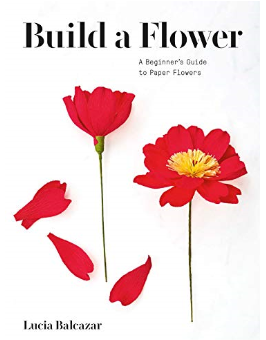 Build a Flower
A Beginner's Guide
to Paper Flowers
Lucia Balcazar